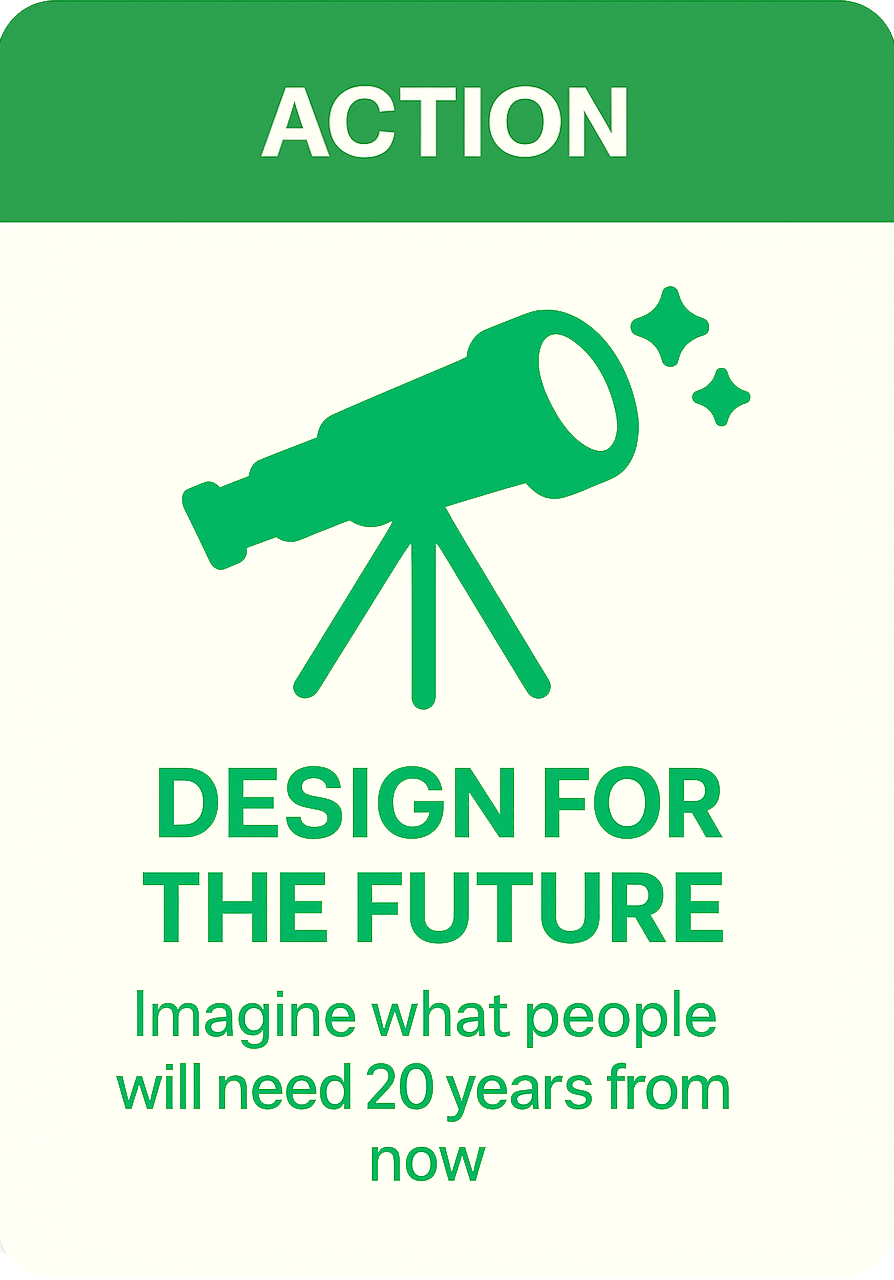 ACTION
DESIGN FOR
THE FUTURE
Imagine what people
will need 20 years from
now